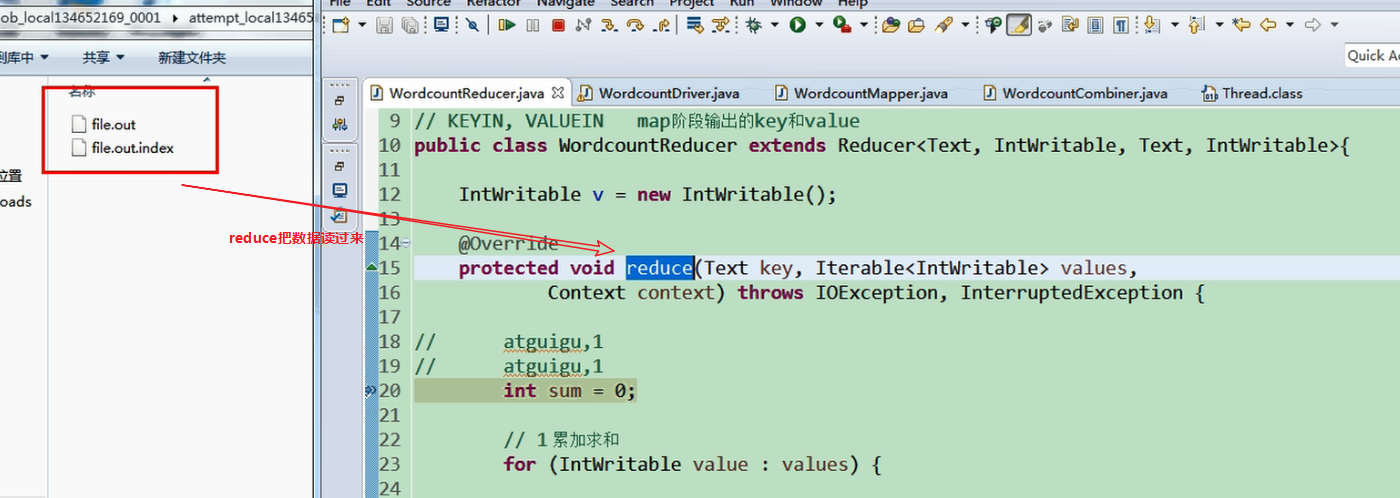 ob_local134652169_0001 ▸ attempt_local13465
到库中 共享 新建文件夹
名称
file.out
file.out.index
位置
oads
reduce把数据读过来
File Edit Source Refactor Navigate Search Project Run Window Help
Quick Ac
WordcountReducer.java WordcountDriver.java WordcountMapper.java WordcountCombiner.java Thread.class
9 // KEYIN, VALUEIN map阶段输出的key和value
10 public class WordcountReducer extends Reducer<Text, IntWritable, Text, IntWritable>{
11
12 IntWritable v = new IntWritable();
13
14 @Override
15 protected void reduce(Text key, Iterable<IntWritable> values,
16 Context context) throws IOException, InterruptedException {
17
18 // atguigu,1
19 // atguigu,1
20 int sum = 0;
21
22 // 1 累加求和
23 for (IntWritable value : values) {
24